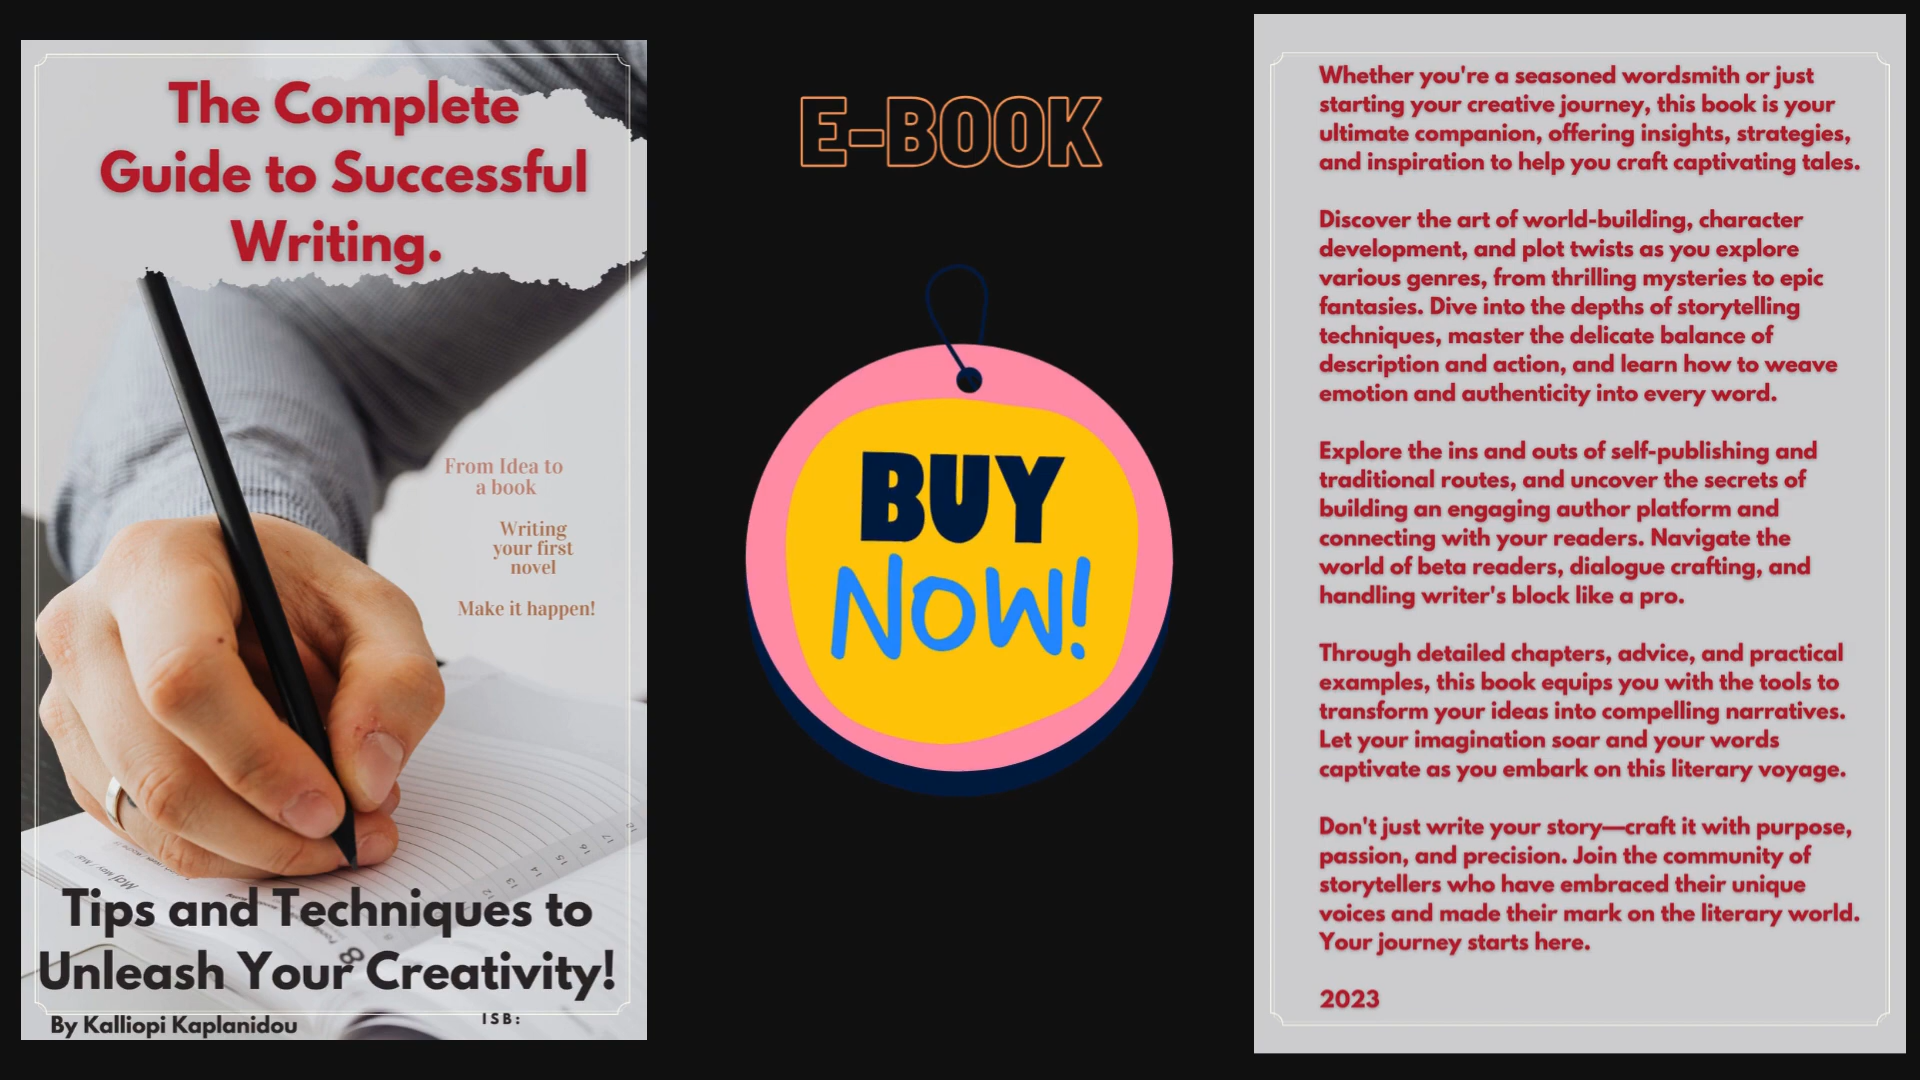 The Complete
Guide to Successful
Writing.
From Idea to
a book
Writing
your first
novel
Make it happen!
Tips and Techniques to
Unleash Your Creativity!
By Kalliopi Kaplanidou
ISB:
E-BOOK
BUY
NOW!
Whether you're a seasoned wordsmith or just
starting your creative journey, this book is your
ultimate companion, offering insights, strategies,
and inspiration to help you craft captivating tales.
Discover the art of world-building, character
development, and plot twists as you explore
various genres, from thrilling mysteries to epic
fantasies. Dive into the depths of storytelling
techniques, master the delicate balance of
description and action, and learn how to weave
emotion and authenticity into every word.
Explore the ins and outs of self-publishing and
traditional routes, and uncover the secrets of
building an engaging author platform and
connecting with your readers. Navigate the
world of beta readers, dialogue crafting, and
handling writer's block like a pro.
Through detailed chapters, advice, and practical
examples, this book equips you with the tools to
transform your ideas into compelling narratives.
Let your imagination soar and your words
captivate as you embark on this literary voyage.
Don't just write your story—craft it with purpose,
passion, and precision. Join the community of
storytellers who have embraced their unique
voices and made their mark on the literary world.
Your journey starts here.
2023